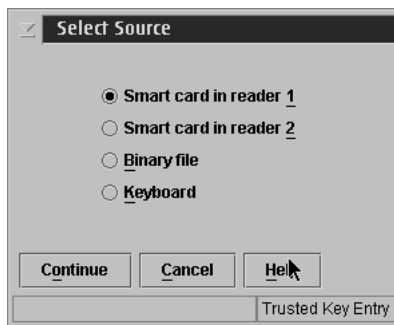 Select Source
Smart card in reader 1
Smart card in reader 2
Binary file
Keyboard
Continue Cancel Help
Trusted Key Entry